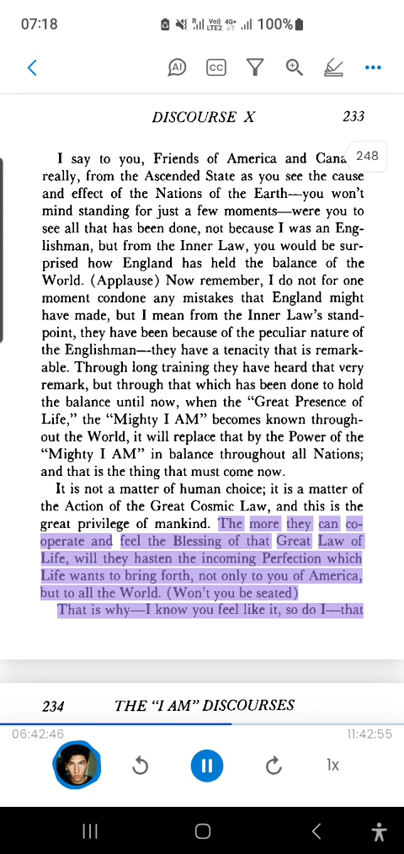 07:18
Vo)) 4G+
R LTE2 100%
AI CC
DISCOURSE X 233
248
I say to you, Friends of America and Cana
really, from the Ascended State as you see the cause
and effect of the Nations of the Earth—you won't
mind standing for just a few moments—were you to
see all that has been done, not because I was an Eng-
lishman, but from the Inner Law, you would be sur-
prised how England has held the balance of the
World. (Applause) Now remember, I do not for one
moment condone any mistakes that England might
have made, but I mean from the Inner Law's stand-
point, they have been because of the peculiar nature of
the Englishman—they have a tenacity that is remark-
able. Through long training they have heard that very
remark, but through that which has been done to hold
the balance until now, when the "Great Presence of
Life," the "Mighty I AM" becomes known through-
out the World, it will replace that by the Power of the
"Mighty I AM" in balance throughout all Nations;
and that is the thing that must come now.
It is not a matter of human choice; it is a matter of
the Action of the Great Cosmic Law, and this is the
great privilege of mankind. The more they can co-
operate and feel the Blessing of that Great Law of
Life, will they hasten the incoming Perfection which
Life wants to bring forth, not only to you of America,
but to all the World. (Won't you be seated)
That is why—I know you feel like it, so do I—that
234 THE "I AM" DISCOURSES
06:42:46 11:42:55
1x